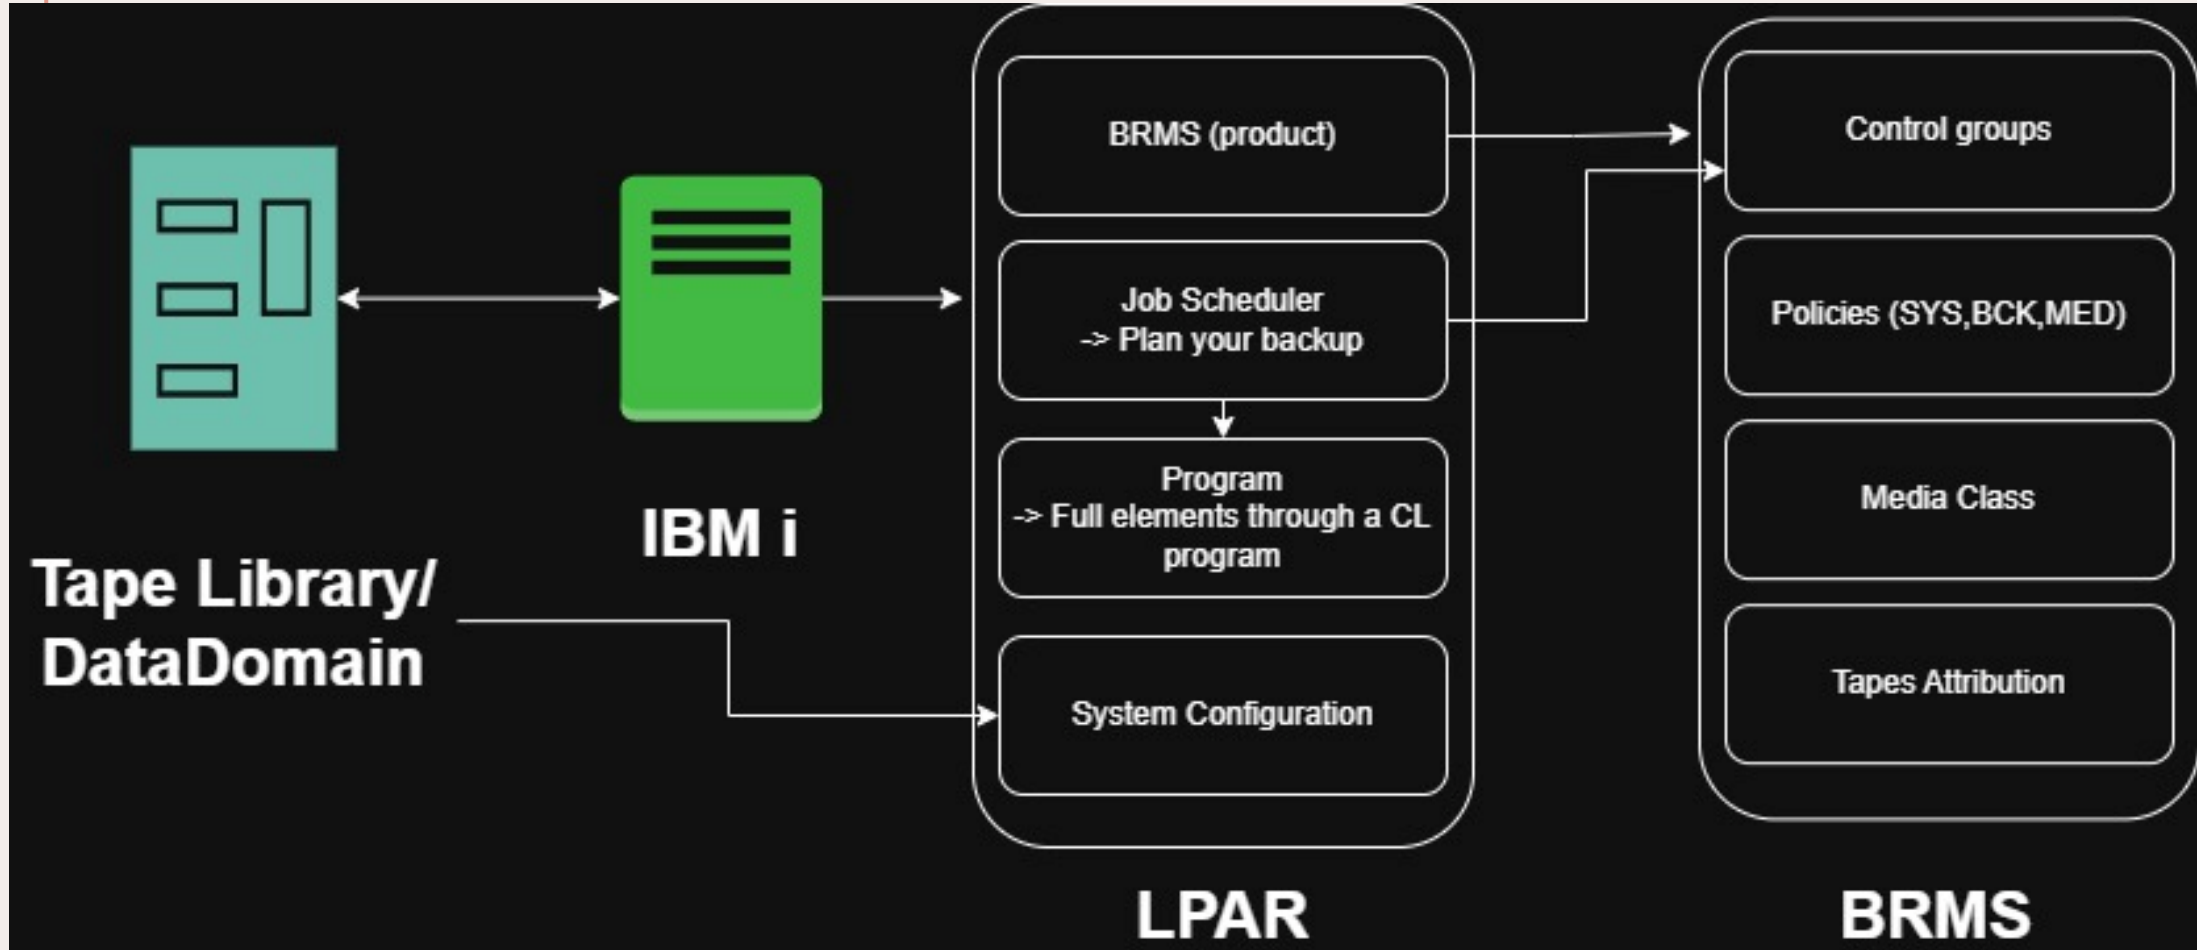 Tape Library/
DataDomain
IBM i
BRMS (product)
Job Scheduler
-> Plan your backup
Program
-> Full elements through a CL
program
System Configuration
LPAR
Control groups
Policies (SYS,BCK,MED)
Media Class
Tapes Attribution
BRMS